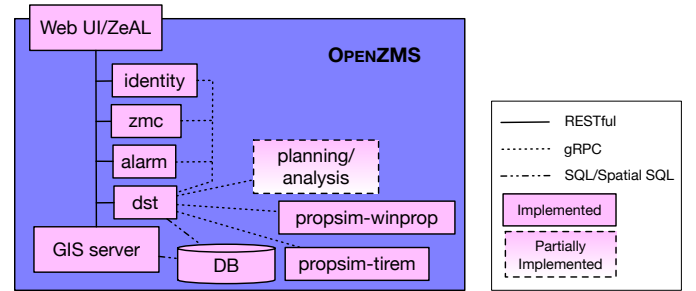 Web UI/ZeAL
OPENZMS
identity
zmc
alarm
dst
GIS server
DB
planning/
analysis
propsim-winprop
propsim-tirem
RESTful
gRPC
SQL/Spatial SQL
Implemented
Partially
Implemented